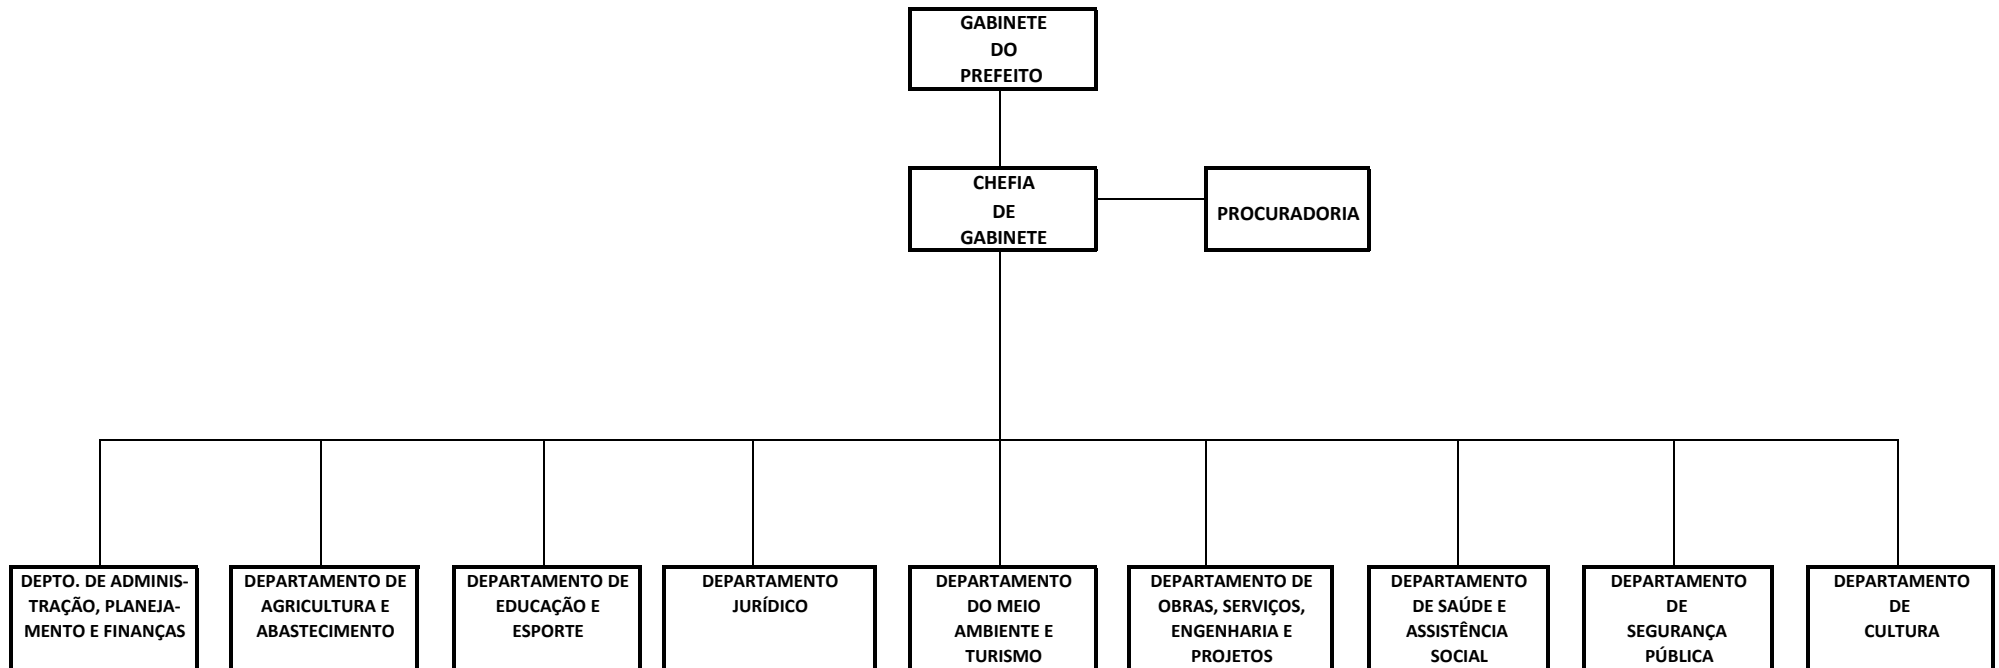 GABINETE
DO
PREFEITO
CHEFIA
DE
GABINETE
PROCURADORIA
DEPTO. DE ADMINIS-
TRAÇÃO, PLANEJA-
MENTO E FINANÇAS
DEPARTAMENTO DE
AGRICULTURA E
ABASTECIMENTO
DEPARTAMENTO DE
EDUCAÇÃO E
ESPORTE
DEPARTAMENTO
JURÍDICO
DEPARTAMENTO
DO MEIO
AMBIENTE E
TURISMO
DEPARTAMENTO DE
OBRAS, SERVIÇOS,
ENGENHARIA E
PROJETOS
DEPARTAMENTO
DE SAÚDE E
ASSISTÊNCIA
SOCIAL
DEPARTAMENTO
DE
SEGURANÇA
PÚBLICA
DEPARTAMENTO
DE
CULTURA